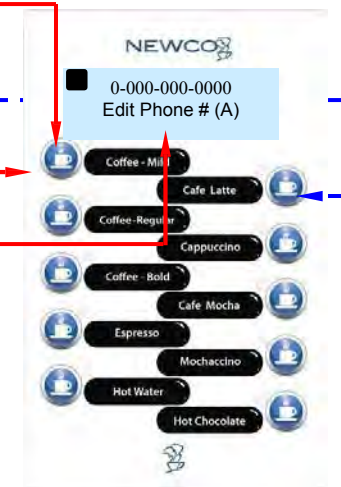 NEWCO
0-000-000-0000
Edit Phone # (A)
Coffee - Mild
Cafe Latte
Coffee-Regular
Cappuccino
Coffee - Bold
Cafe Mocha
Espresso
Mochaccino
Hot Water
Hot Chocolate